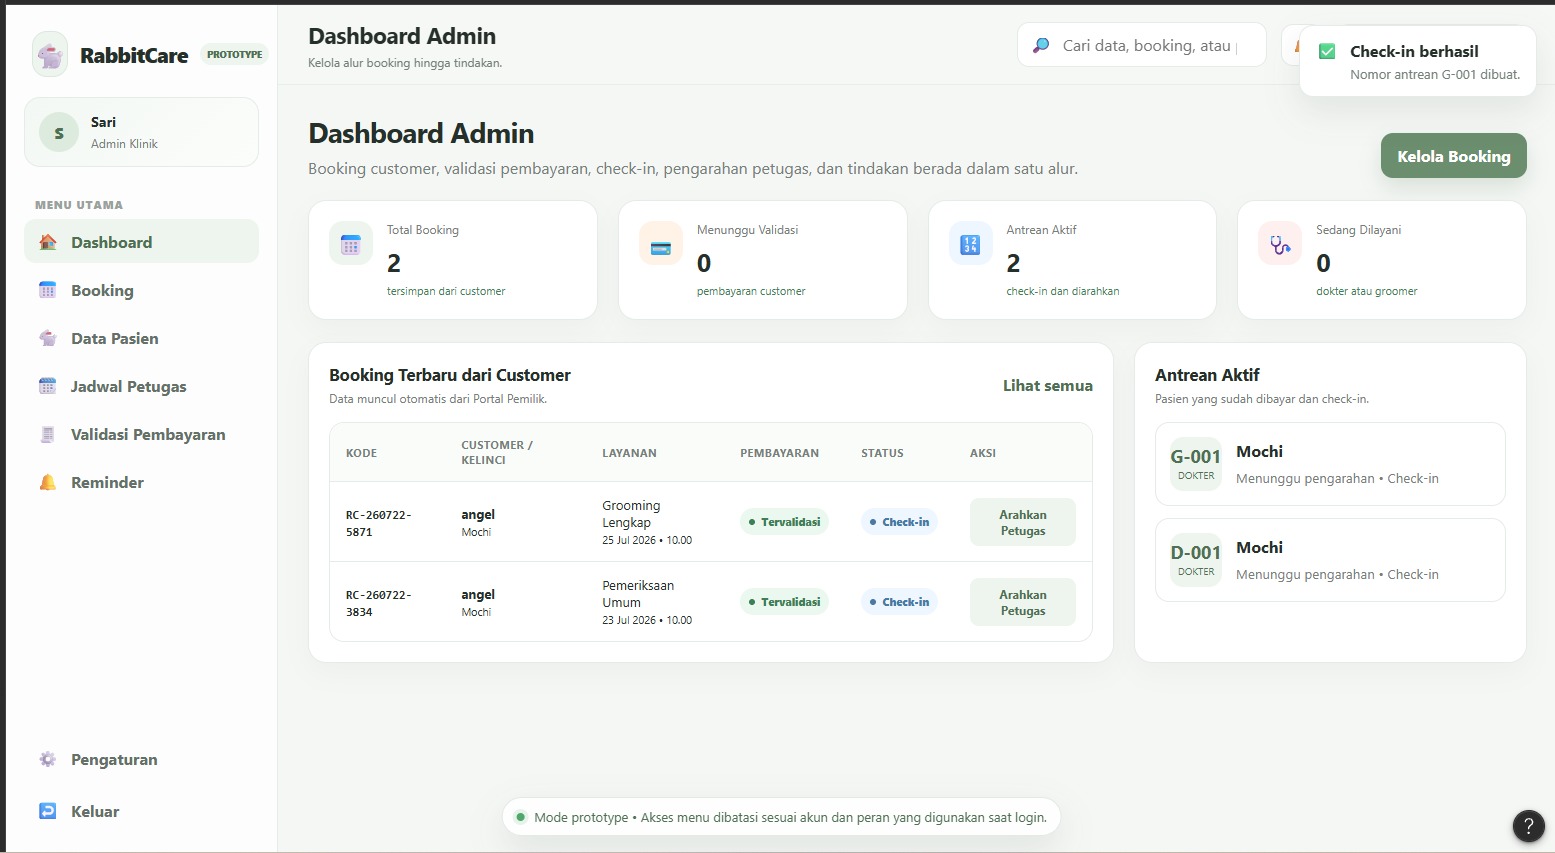 RabbitCare PROTOTYPE
S
Sari
Admin Klinik
MENU UTAMA
Dashboard
Booking
Data Pasien
Jadwal Petugas
Validasi Pembayaran
Reminder
Pengaturan
Keluar
Dashboard Admin
Kelola alur booking hingga tindakan.
Cari data, booking, atau
Check-in berhasil
Nomor antrean G-001 dibuat.
Dashboard Admin
Booking customer, validasi pembayaran, check-in, pengarahan petugas, dan tindakan berada dalam satu alur.
Kelola Booking
Total Booking
2
tersimpan dari customer
Menunggu Validasi
0
pembayaran customer
1 2
3 4
Antrean Aktif
2
check-in dan diarahkan
Sedang Dilayani
0
dokter atau groomer
Booking Terbaru dari Customer
Data muncul otomatis dari Portal Pemilik.
Lihat semua
KODE
CUSTOMER /
KELINCI
LAYANAN
PEMBAYARAN
STATUS
AKSI
RC-260722-
5871
angel
Mochi
Grooming
Lengkap
25 Jul 2026 • 10.00
Tervalidasi
Check-in
Arahkan
Petugas
RC-260722-
3834
angel
Mochi
Pemeriksaan
Umum
23 Jul 2026 • 10.00
Tervalidasi
Check-in
Arahkan
Petugas
Antrean Aktif
Pasien yang sudah dibayar dan check-in.
G-001
DOKTER
Mochi
Menunggu pengarahan • Check-in
D-001
DOKTER
Mochi
Menunggu pengarahan • Check-in
Mode prototype • Akses menu dibatasi sesuai akun dan peran yang digunakan saat login.
?